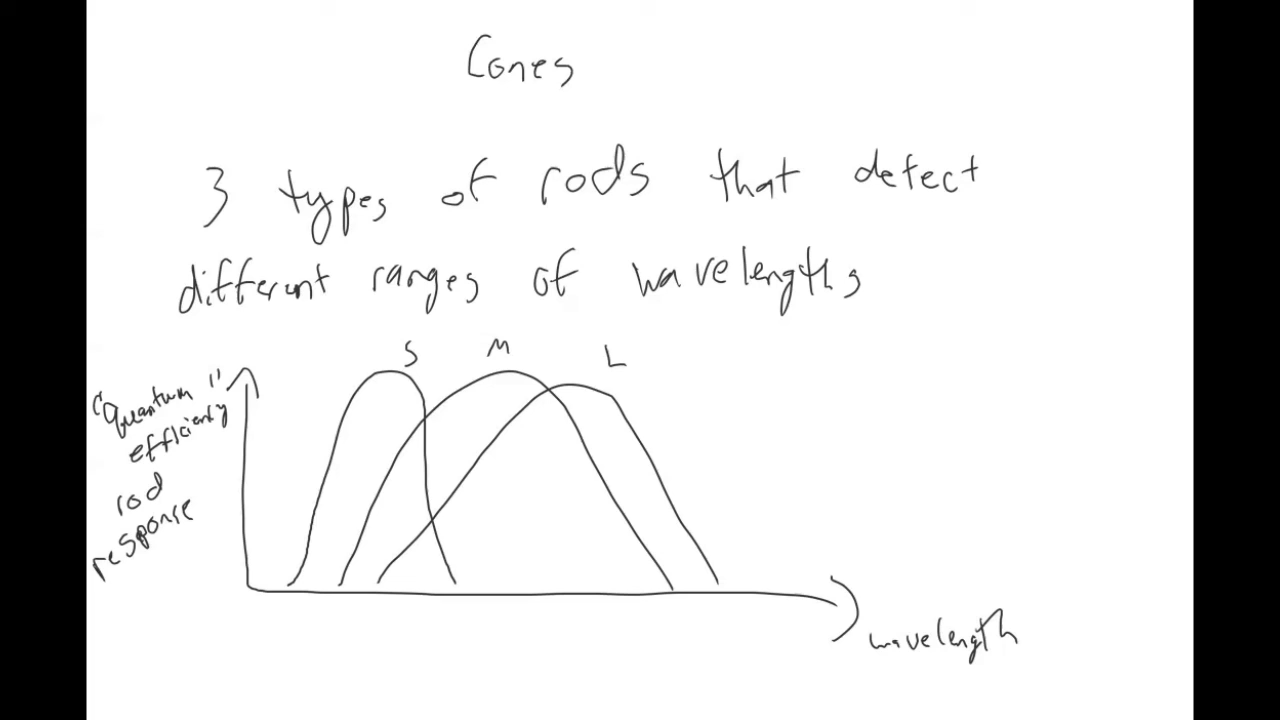 Cones
3 types of rods that detect
different ranges of wavelengths
S M L
"Quantum"
efficiency
rod
response
wavelength